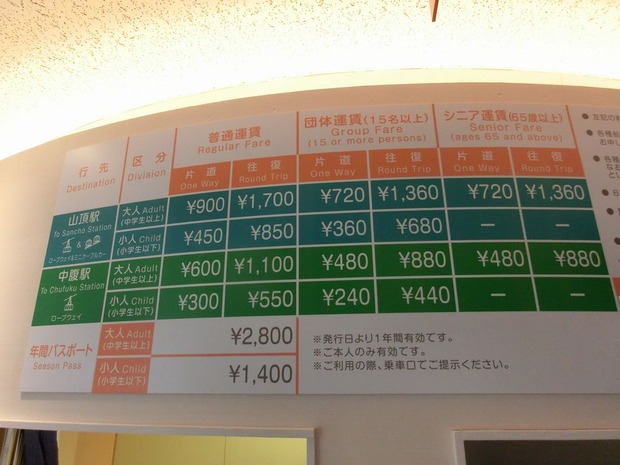 行先
Destination
区分
Division
普通運賃
Regular Fare
団体運賃(15名以上)
Group Fare
(15 or more persons)
シニア運賃(65歳以上)
Senior Fare
(ages 65 and above)
片道
One Way
往復
Round Trip
片道
One Way
往復
Round Trip
片道
One Way
往復
Round Trip
山頂駅
To Sancho Station
&
ロープウェイ&ミニケーブルカー
大人 Adult
(中学生以上)
¥900 ¥1,700 ¥720 ¥1,360 ¥720 ¥1,360
小人 Child
(小学生以下)
¥450 ¥850 ¥360 ¥680 － －
中腹駅
To Chufuku Station
ロープウェイ
大人 Adult
(中学生以上)
¥600 ¥1,100 ¥480 ¥880 ¥480 ¥880
小人 Child
(小学生以下)
¥300 ¥550 ¥240 ¥440 － －
年間パスポート
Season Pass
大人 Adult
(中学生以上)
¥2,800
小人 Child
(小学生以下)
¥1,400
※発行日より1年間有効です。
※ご本人のみ有効です。
※ご利用の際、乗車口でご提示ください。